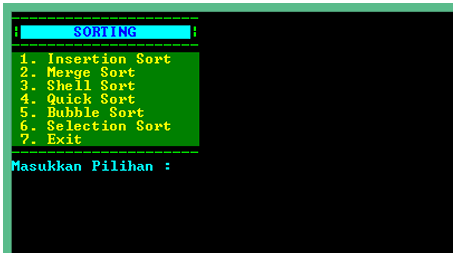 ---------------------
¦ SORTING ¦
---------------------
1. Insertion Sort
2. Merge Sort
3. Shell Sort
4. Quick Sort
5. Bubble Sort
6. Selection Sort
7. Exit
---------------------
Masukkan Pilihan :